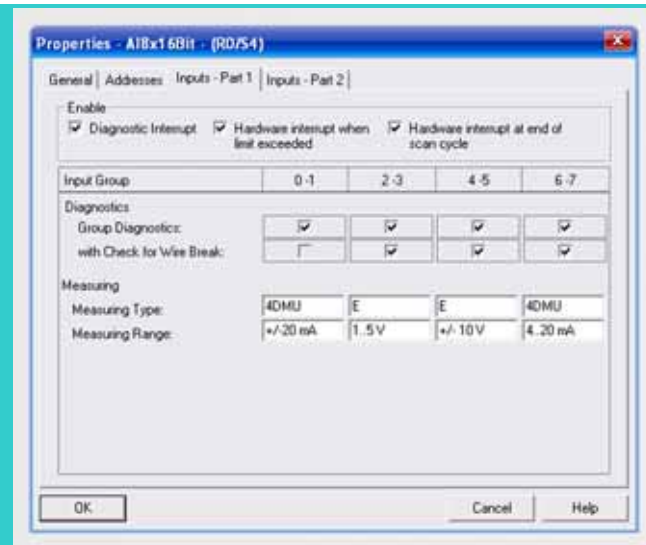 Properties - AI8x16Bit - (R0/S4)
General Addresses Inputs - Part 1 Inputs - Part 2
Enable
Diagnostic Interrupt Hardware interrupt when limit exceeded Hardware interrupt at end of scan cycle
Input Group 0 -1 2 -3 4 -5 6 -7
Diagnostics
Group Diagnostics:
with Check for Wire Break:
Measuring
Measuring Type: 4DMU E E 4DMU
Measuring Range: +/-20 mA 1..5 V +/- 10 V 4..20 mA
OK Cancel Help